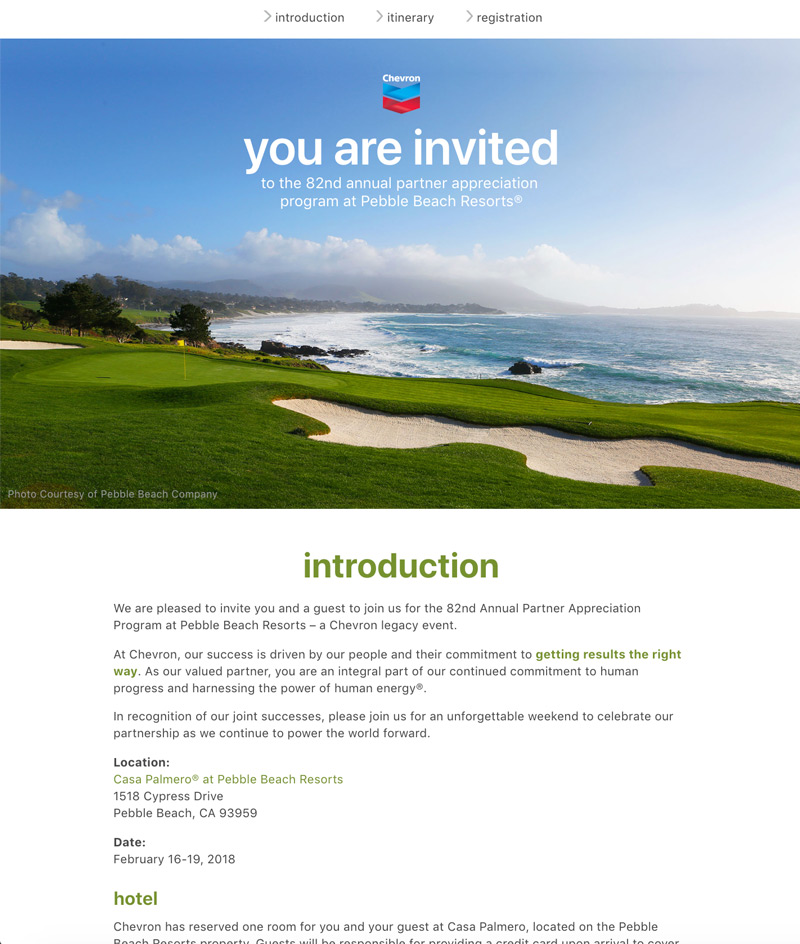 introduction
itinerary
registration
Chevron
you are invited
to the 82nd annual partner appreciation
program at Pebble Beach Resorts®
Photo Courtesy of Pebble Beach Company
introduction
We are pleased to invite you and a guest to join us for the 82nd Annual Partner Appreciation
Program at Pebble Beach Resorts – a Chevron legacy event.
At Chevron, our success is driven by our people and their commitment to getting results the right
way. As our valued partner, you are an integral part of our continued commitment to human
progress and harnessing the power of human energy®.
In recognition of our joint successes, please join us for an unforgettable weekend to celebrate our
partnership as we continue to power the world forward.
Location:
Casa Palmero® at Pebble Beach Resorts
1518 Cypress Drive
Pebble Beach, CA 93959
Date:
February 16-19, 2018
hotel
Chevron has reserved one room for you and your guest at Casa Palmero, located on the Pebble
Beach Resorts property. Guests will be responsible for providing a credit card upon arrival to cover